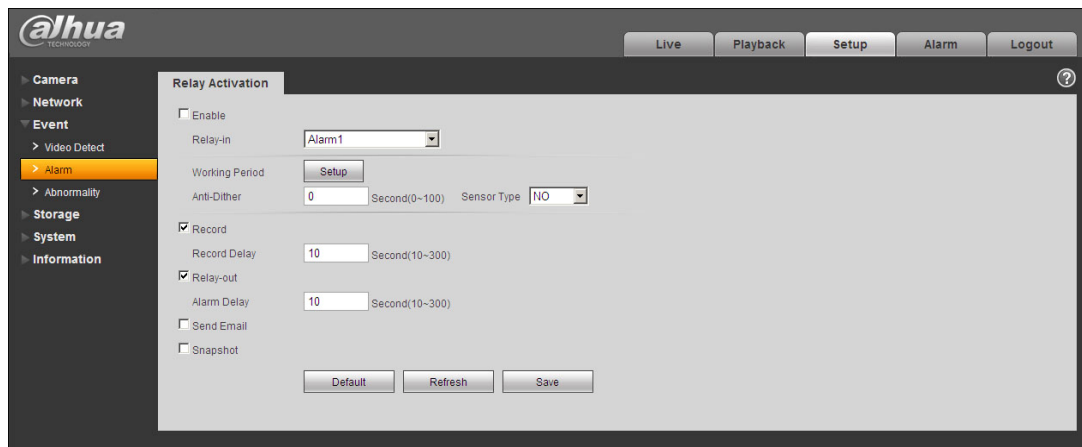 alhua
TECHNOLOGY
Live Playback Setup Alarm Logout
Camera
Network
Event
> Video Detect
> Alarm
> Abnormality
Storage
System
Information
Relay Activation
?
Enable
Relay-in Alarm1
Working Period Setup
Anti-Dither 0 Second(0~100) Sensor Type NO
Record
Record Delay 10 Second(10~300)
Relay-out
Alarm Delay 10 Second(10~300)
Send Email
Snapshot
Default Refresh Save